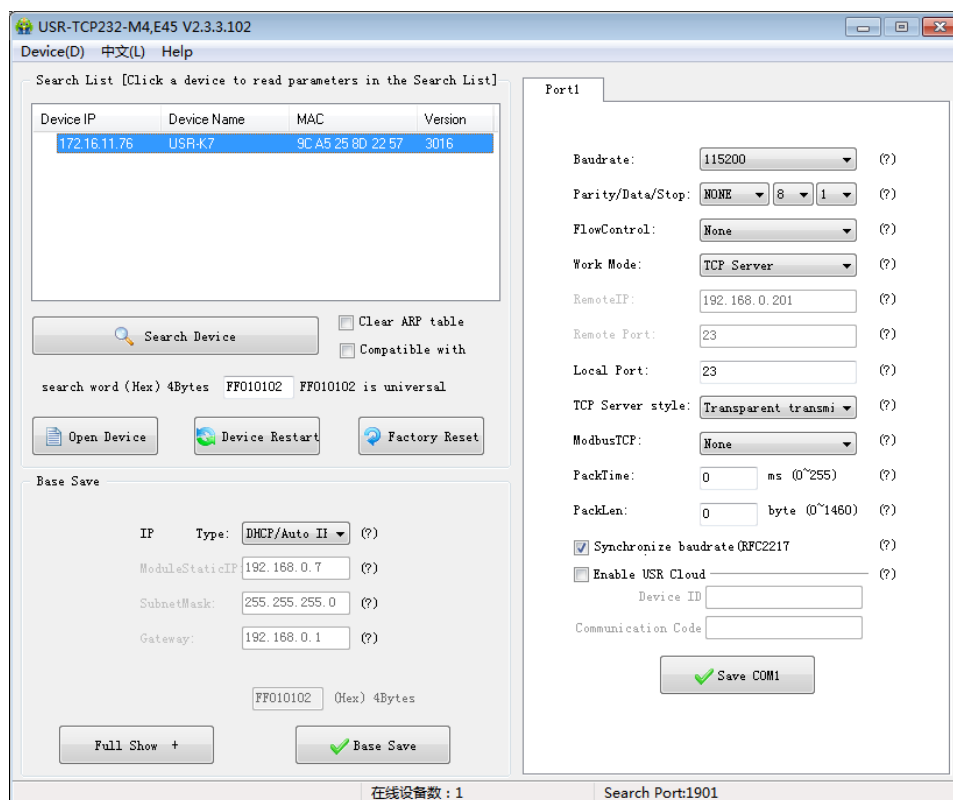 USR-TCP232-M4,E45 V2.3.3.102
Device(D) 中文(L) Help
Search List [Click a device to read parameters in the Search List]
Device IP Device Name MAC Version
172.16.11.76 USR-K7 9C A5 25 8D 22 57 3016
Search Device
Clear ARP table
Compatible with
search word (Hex) 4Bytes FF010102 FF010102 is universal
Open Device Device Restart Factory Reset
Base Save
IP Type: DHCP/Auto II (?)
ModuleStaticIP: 192.168.0.7 (?)
SubnetMask: 255.255.255.0 (?)
Gateway: 192.168.0.1 (?)
FF010102 (Hex) 4Bytes
Full Show + Base Save
Port1
Baudrate: 115200 (?)
Parity/Data/Stop: NONE 8 1 (?)
FlowControl: None (?)
Work Mode: TCP Server (?)
RemoteIP: 192.168.0.201 (?)
Remote Port: 23 (?)
Local Port: 23 (?)
TCP Server style: Transparent transmi (?)
ModbusTCP: None (?)
PackTime: 0 ms (0~255) (?)
PackLen: 0 byte (0~1460) (?)
Synchronize baudrate(RFC2217 (?)
Enable USR Cloud (?)
Device ID
Communication Code
Save COM1
在线设备数：1 Search Port:1901